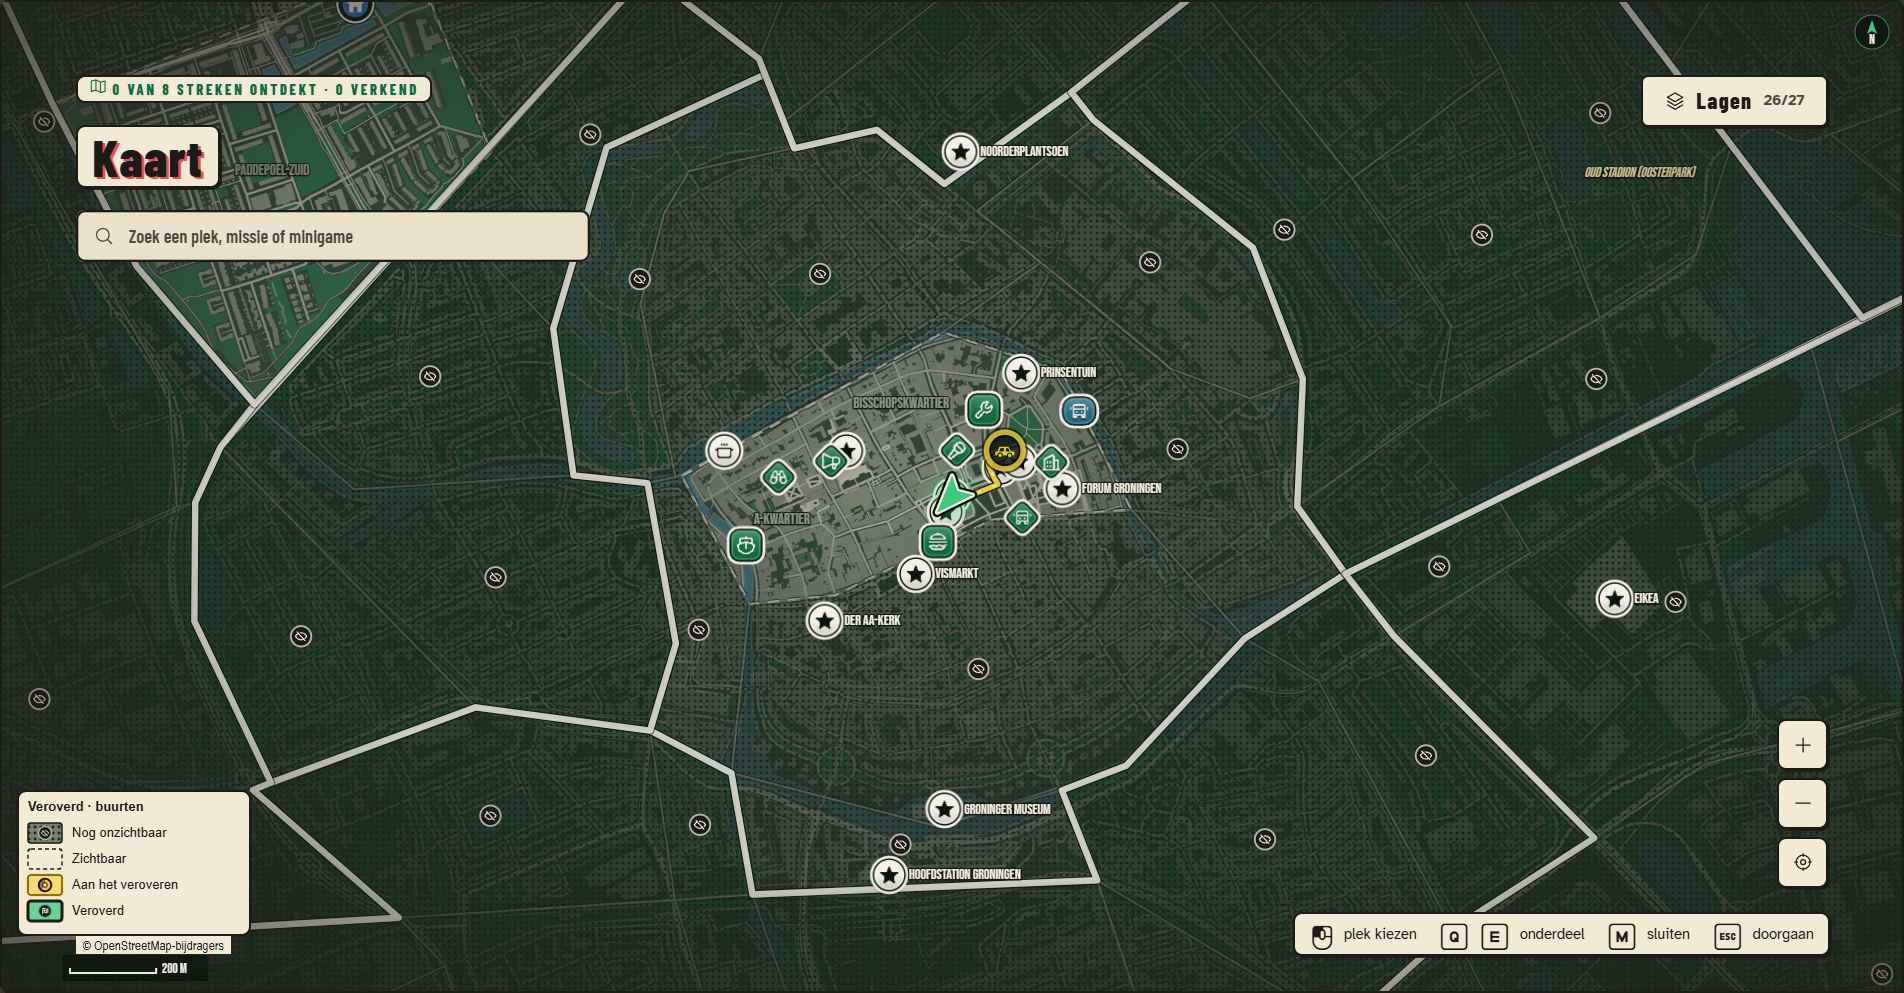 N
0 VAN 8 STREKEN ONTDEKT · 0 VERKEND
Lagen 26/27
Kaart
PADDEPOEL-ZUID
Zoek een plek, missie of minigame
NOORDERPLANTSOEN
OUD STADION (OOSTERPARK)
PRINSENTUIN
BISSCHOPSKWARTIER
FORUM GRONINGEN
A-KWARTIER
VISMARKT
EIKEA
DER AA-KERK
GRONINGER MUSEUM
HOOFDSTATION GRONINGEN
Veroverd · buurten
Nog onzichtbaar
Zichtbaar
Aan het veroveren
Veroverd
© OpenStreetMap-bijdragers
200 M
+
−
plek kiezen Q E onderdeel M sluiten ESC doorgaan